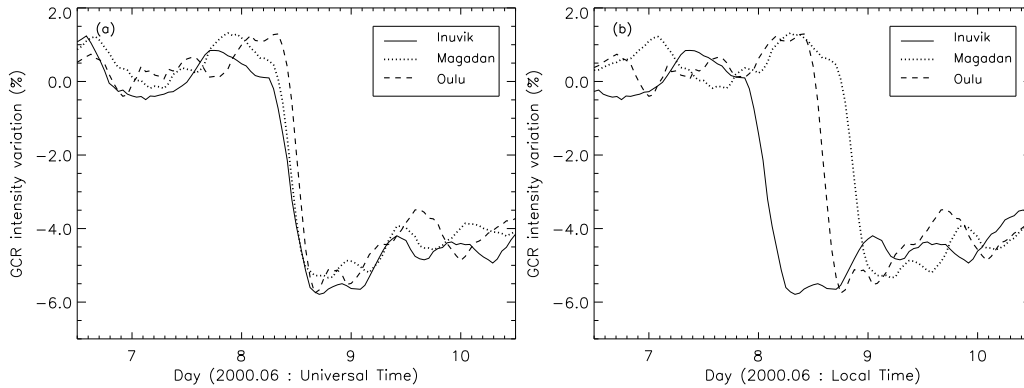 (a)
Inuvik
Magadan
Oulu
2.0
0.0
−2.0
−4.0
−6.0
GCR intensity variation (%)
7 8 9 10
Day (2000.06 : Universal Time)
(b)
Inuvik
Magadan
Oulu
2.0
0.0
−2.0
−4.0
−6.0
GCR intensity variation (%)
7 8 9 10
Day (2000.06 : Local Time)